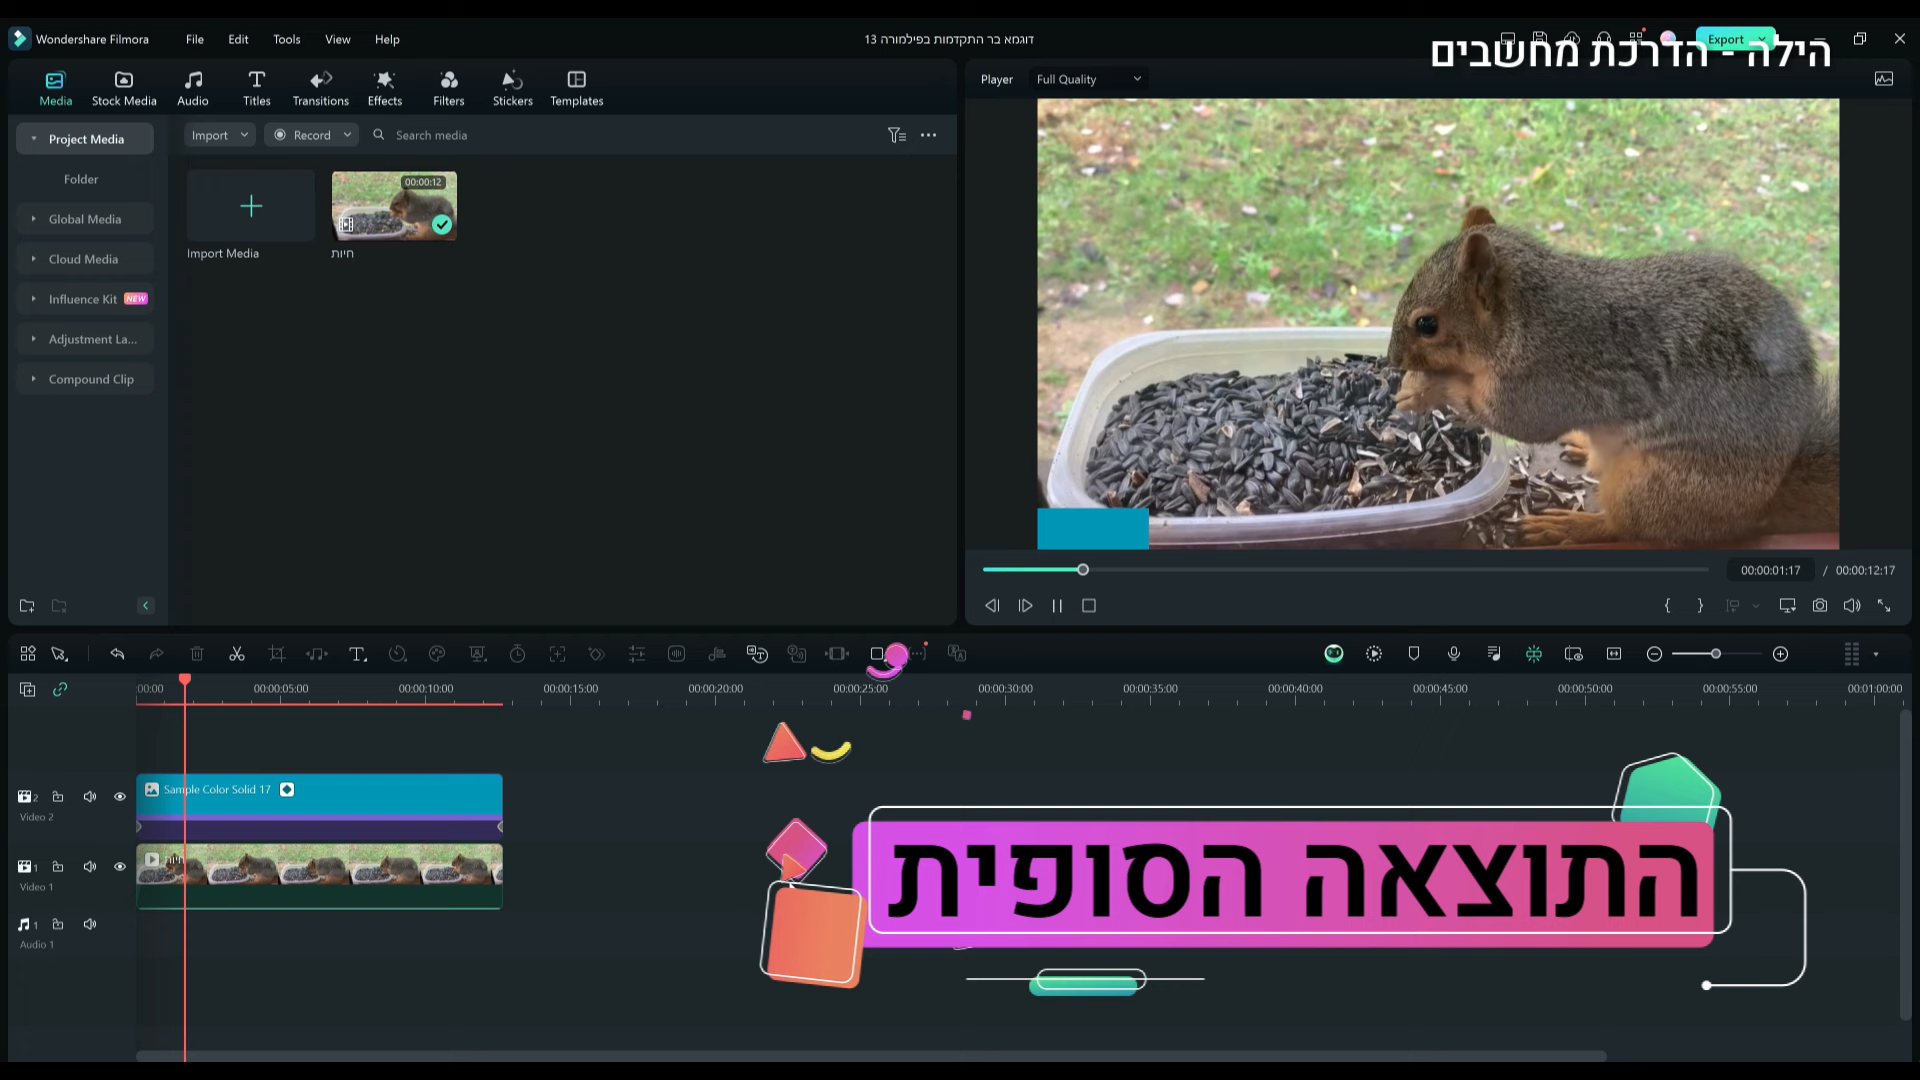 Wondershare Filmora
File
Edit
Tools
View
Help
דוגמא בר התקדמות בפילמורה 13
Export
הילה - הדרכת מחשבים
Media
Stock Media
Audio
Titles
Transitions
Effects
Filters
Stickers
Templates
Player
Full Quality
Project Media
Folder
Global Media
Cloud Media
Influence Kit NEW
Adjustment La...
Compound Clip
Import
Record
Search media
00:00:12
Import Media
חיות
00:00:01:17 / 00:00:12:17
:00:00
00:00:05:00
00:00:10:00
00:00:15:00
00:00:20:00
00:00:25:00
00:00:30:00
00:00:35:00
00:00:40:00
00:00:45:00
00:00:50:00
00:00:55:00
00:01:00:00
2
Video 2
Sample Color Solid 17
1
Video 1
חיות
1
Audio 1
התוצאה הסופית